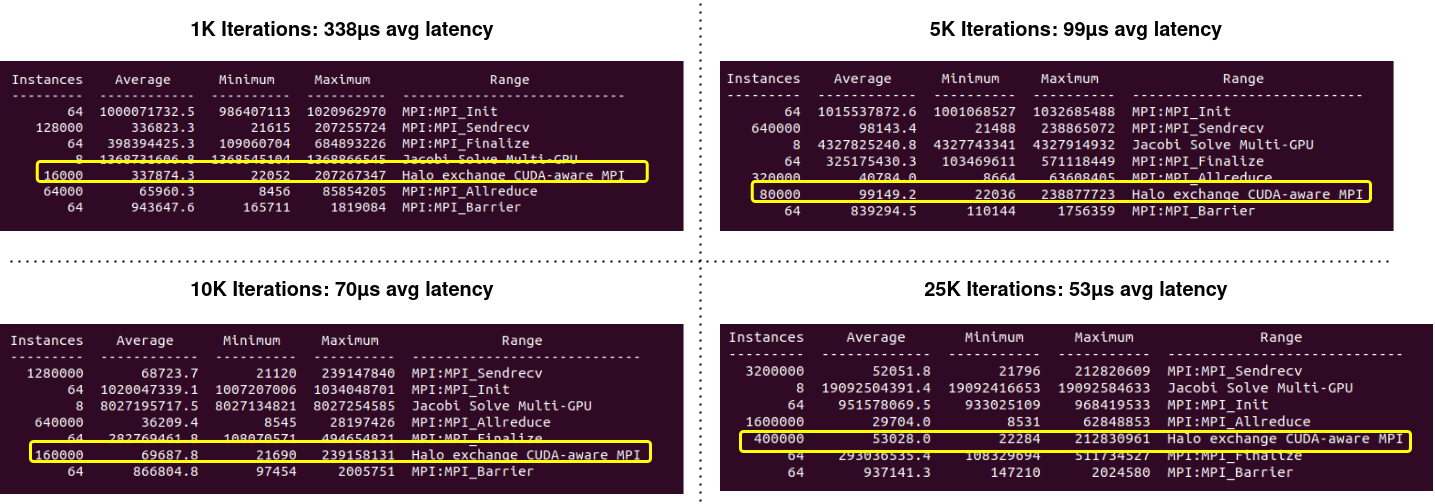 1K Iterations: 338µs avg latency
Instances Average Minimum Maximum Range
--------- ------------ ---------- ---------- ----------------------------
64 1000071732.5 986407113 1020962970 MPI:MPI_Init
128000 336823.3 21615 207255724 MPI:MPI_Sendrecv
64 398394425.3 109060704 684893226 MPI:MPI_Finalize
8 1368731606.8 1368545104 1368866545 Jacobi Solve Multi-GPU
16000 337874.3 22052 207267347 Halo exchange CUDA-aware MPI
64000 65960.3 8456 85854205 MPI:MPI_Allreduce
64 943647.6 165711 1819084 MPI:MPI_Barrier
5K Iterations: 99µs avg latency
Instances Average Minimum Maximum Range
--------- ------------ ---------- ---------- ----------------------------
64 1015537872.6 1001068527 1032685488 MPI:MPI_Init
640000 98143.4 21488 238865072 MPI:MPI_Sendrecv
8 4327825240.8 4327743341 4327914932 Jacobi Solve Multi-GPU
64 325175430.3 103469611 571118449 MPI:MPI_Finalize
320000 40784.0 8664 63608405 MPI:MPI_Allreduce
80000 99149.2 22036 238877723 Halo exchange CUDA-aware MPI
64 839294.5 110144 1756359 MPI:MPI_Barrier
10K Iterations: 70µs avg latency
Instances Average Minimum Maximum Range
--------- ------------ ---------- ---------- ----------------------------
1280000 68723.7 21120 239147840 MPI:MPI_Sendrecv
64 1020047339.1 1007207006 1034048701 MPI:MPI_Init
8 8027195717.5 8027134821 8027254585 Jacobi Solve Multi-GPU
640000 36209.4 8545 28197426 MPI:MPI_Allreduce
64 282769461.8 108070571 494654821 MPI:MPI_Finalize
160000 69687.8 21690 239158131 Halo exchange CUDA-aware MPI
64 866804.8 97454 2005751 MPI:MPI_Barrier
25K Iterations: 53µs avg latency
Instances Average Minimum Maximum Range
--------- ------------- ----------- ----------- ----------------------------
3200000 52051.8 21796 212820609 MPI:MPI_Sendrecv
8 19092504391.4 19092416653 19092584633 Jacobi Solve Multi-GPU
64 951578069.5 933025109 968419533 MPI:MPI_Init
1600000 29704.0 8531 62848853 MPI:MPI_Allreduce
400000 53028.0 22284 212830961 Halo exchange CUDA-aware MPI
64 293036535.4 108329694 511734527 MPI:MPI_Finalize
64 937141.3 147210 2024580 MPI:MPI_Barrier